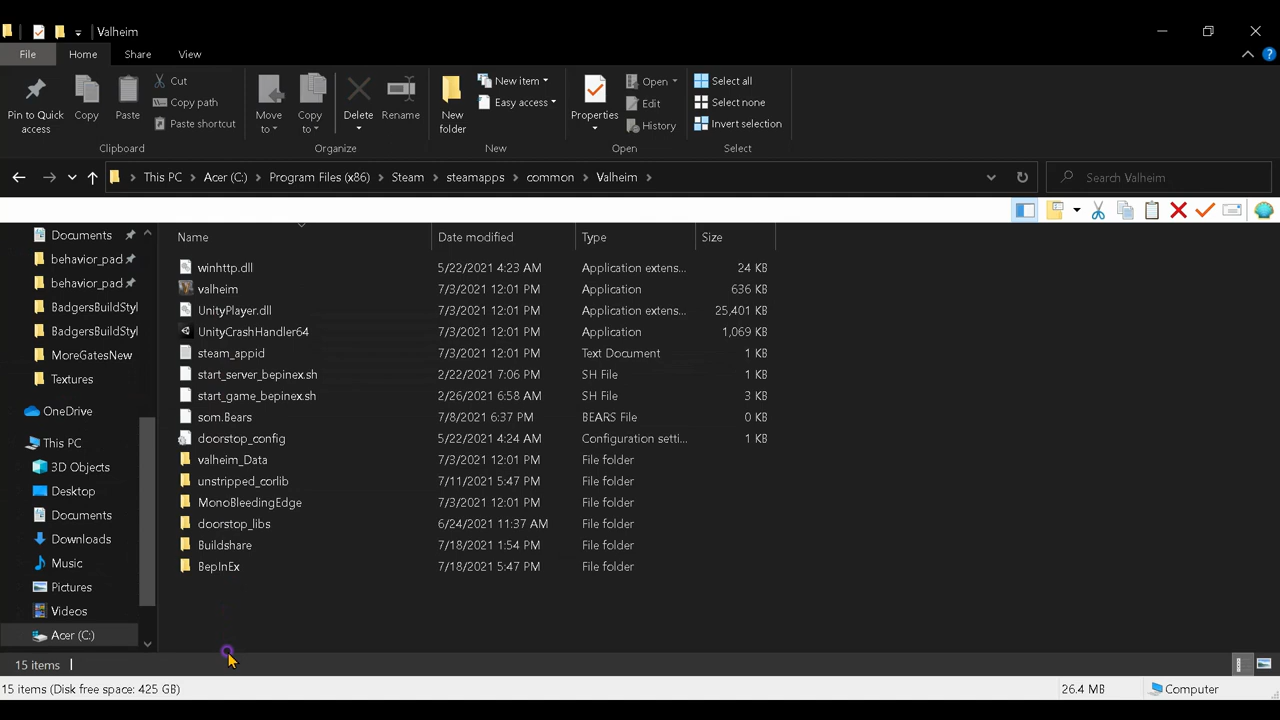 Valheim
File Home Share View
Pin to Quick access
Copy
Paste
Cut
Copy path
Paste shortcut
Clipboard
Move to
Copy to
Delete
Rename
Organize
New folder
New item
Easy access
New
Properties
Open
Edit
History
Open
Select all
Select none
Invert selection
Select
This PC Acer (C:) Program Files (x86) Steam steamapps common Valheim
Search Valheim
Documents
behavior_pad
behavior_pad
BadgersBuildStyl
BadgersBuildStyl
MoreGatesNew
Textures
OneDrive
This PC
3D Objects
Desktop
Documents
Downloads
Music
Pictures
Videos
Acer (C:)
Name Date modified Type Size
winhttp.dll 5/22/2021 4:23 AM Application extens... 24 KB
valheim 7/3/2021 12:01 PM Application 636 KB
UnityPlayer.dll 7/3/2021 12:01 PM Application extens... 25,401 KB
UnityCrashHandler64 7/3/2021 12:01 PM Application 1,069 KB
steam_appid 7/3/2021 12:01 PM Text Document 1 KB
start_server_bepinex.sh 2/22/2021 7:06 PM SH File 1 KB
start_game_bepinex.sh 2/26/2021 6:58 AM SH File 3 KB
som.Bears 7/8/2021 6:37 PM BEARS File 0 KB
doorstop_config 5/22/2021 4:24 AM Configuration setti... 1 KB
valheim_Data 7/3/2021 12:01 PM File folder
unstripped_corlib 7/11/2021 5:47 PM File folder
MonoBleedingEdge 7/3/2021 12:01 PM File folder
doorstop_libs 6/24/2021 11:37 AM File folder
Buildshare 7/18/2021 1:54 PM File folder
BepInEx 7/18/2021 5:47 PM File folder
15 items
15 items (Disk free space: 425 GB) 26.4 MB Computer